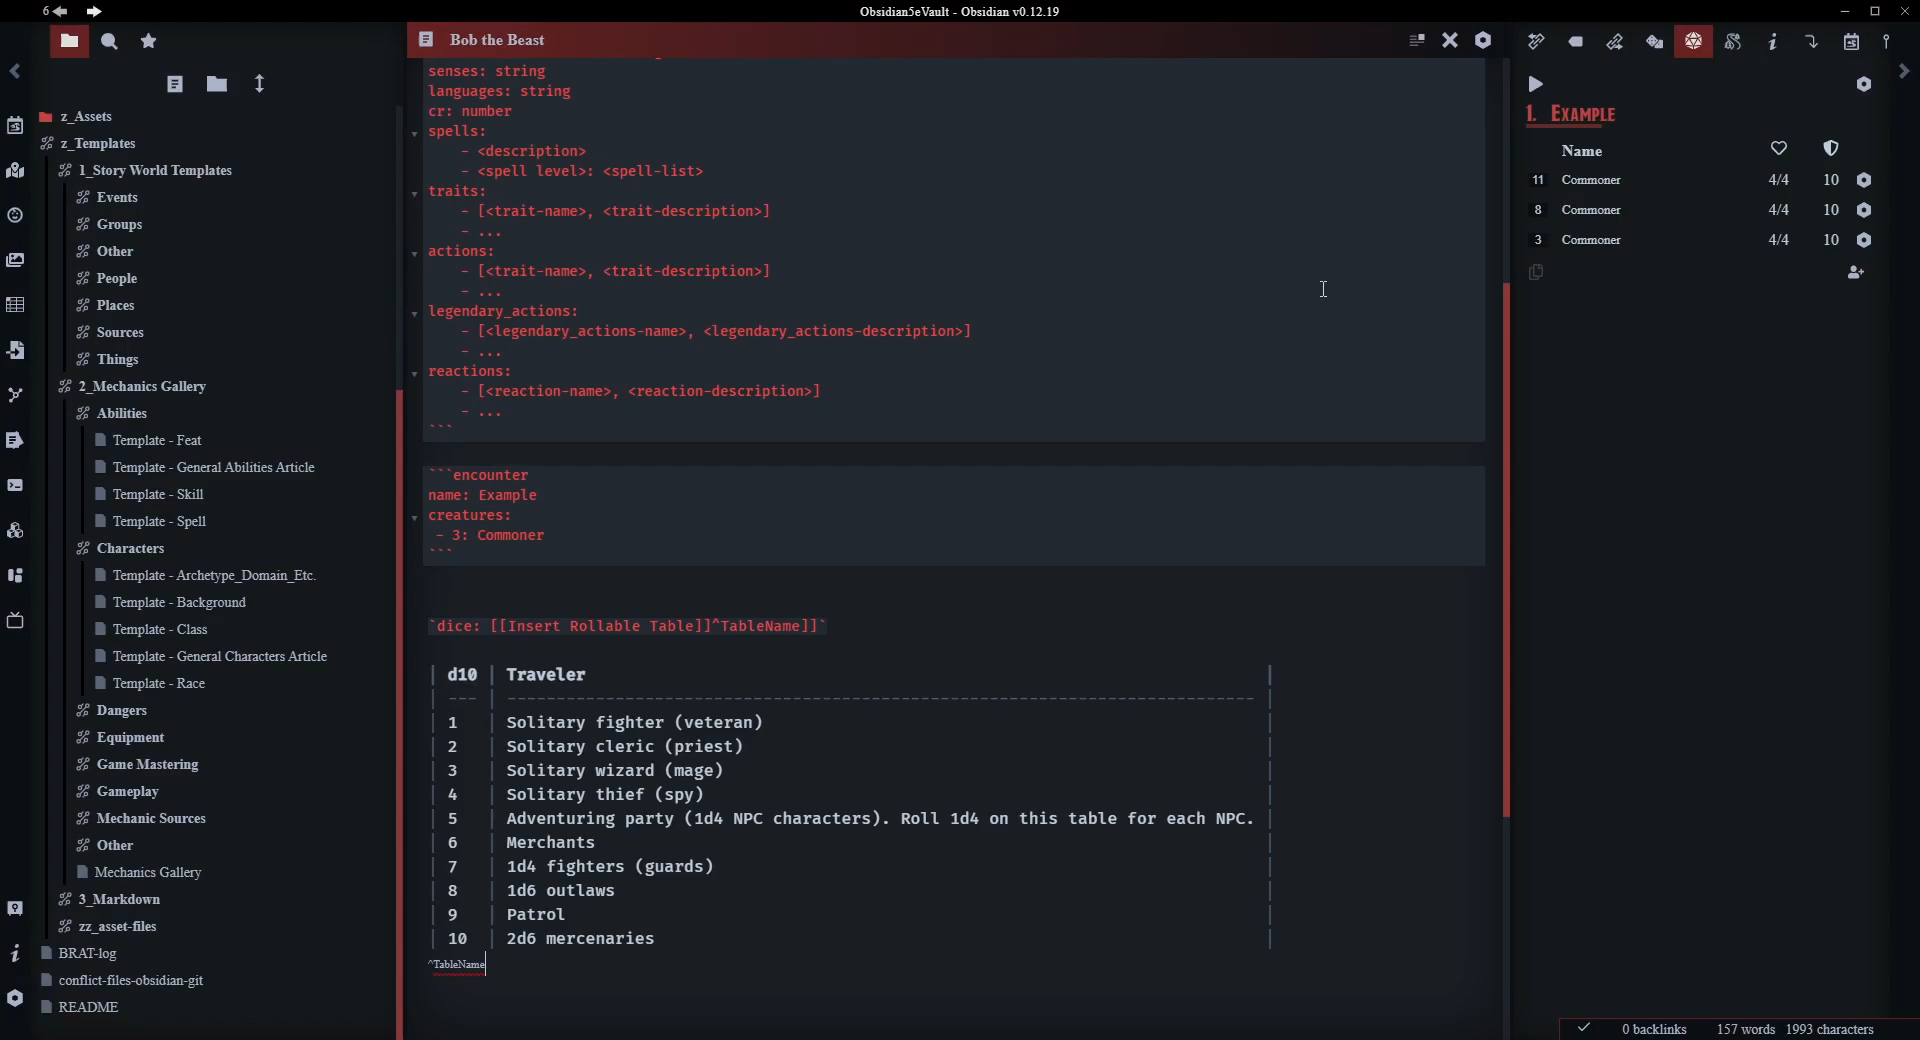 6
Obsidian5eVault - Obsidian v0.12.19
z_Assets
z_Templates
1_Story World Templates
Events
Groups
Other
People
Places
Sources
Things
2_Mechanics Gallery
Abilities
Template - Feat
Template - General Abilities Article
Template - Skill
Template - Spell
Characters
Template - Archetype_Domain_Etc.
Template - Background
Template - Class
Template - General Characters Article
Template - Race
Dangers
Equipment
Game Mastering
Gameplay
Mechanic Sources
Other
Mechanics Gallery
3_Markdown
zz_asset-files
BRAT-log
conflict-files-obsidian-git
README
Bob the Beast
senses: string
languages: string
cr: number
spells:
- <description>
- <spell level>: <spell-list>
traits:
- [<trait-name>, <trait-description>]
- ...
actions:
- [<trait-name>, <trait-description>]
- ...
legendary_actions:
- [<legendary_actions-name>, <legendary_actions-description>]
- ...
reactions:
- [<reaction-name>, <reaction-description>]
- ...
```
```encounter
name: Example
creatures:
- 3: Commoner
```
`dice: [[Insert Rollable Table]]^TableName]]`
| d10 | Traveler |
| --- | ---------------------------------------------------------------------------- |
| 1 | Solitary fighter (veteran) |
| 2 | Solitary cleric (priest) |
| 3 | Solitary wizard (mage) |
| 4 | Solitary thief (spy) |
| 5 | Adventuring party (1d4 NPC characters). Roll 1d4 on this table for each NPC. |
| 6 | Merchants |
| 7 | 1d4 fighters (guards) |
| 8 | 1d6 outlaws |
| 9 | Patrol |
| 10 | 2d6 mercenaries |
^TableName
1. Example
Name
11 Commoner 4/4 10
8 Commoner 4/4 10
3 Commoner 4/4 10
0 backlinks 157 words 1993 characters